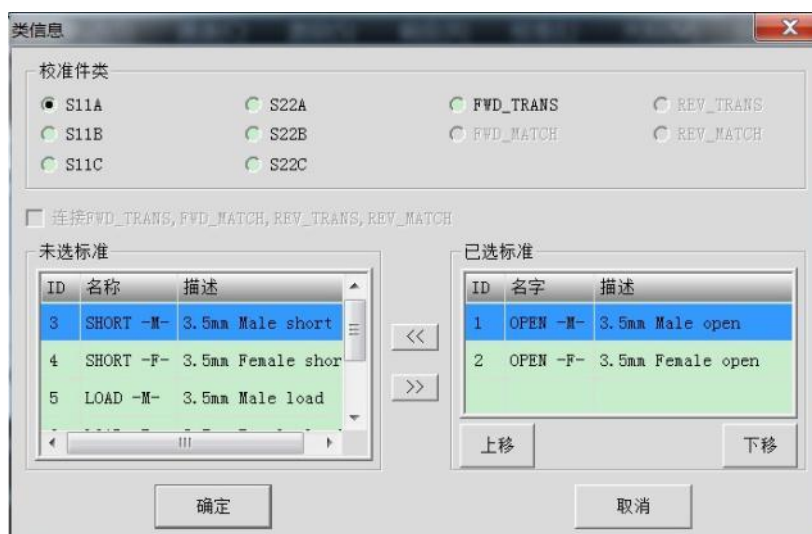 类信息
校准件类
S11A S22A FWD_TRANS REV_TRANS
S11B S22B FWD_MATCH REV_MATCH
S11C S22C
连接FWD_TRANS, FWD_MATCH, REV_TRANS, REV_MATCH
未选标准
ID 名称 描述
3 SHORT -M- 3.5mm Male short
4 SHORT -F- 3.5mm Female shor
5 LOAD -M- 3.5mm Male load
<<
>>
已选标准
ID 名字 描述
1 OPEN -M- 3.5mm Male open
2 OPEN -F- 3.5mm Female open
上移 下移
确定 取消